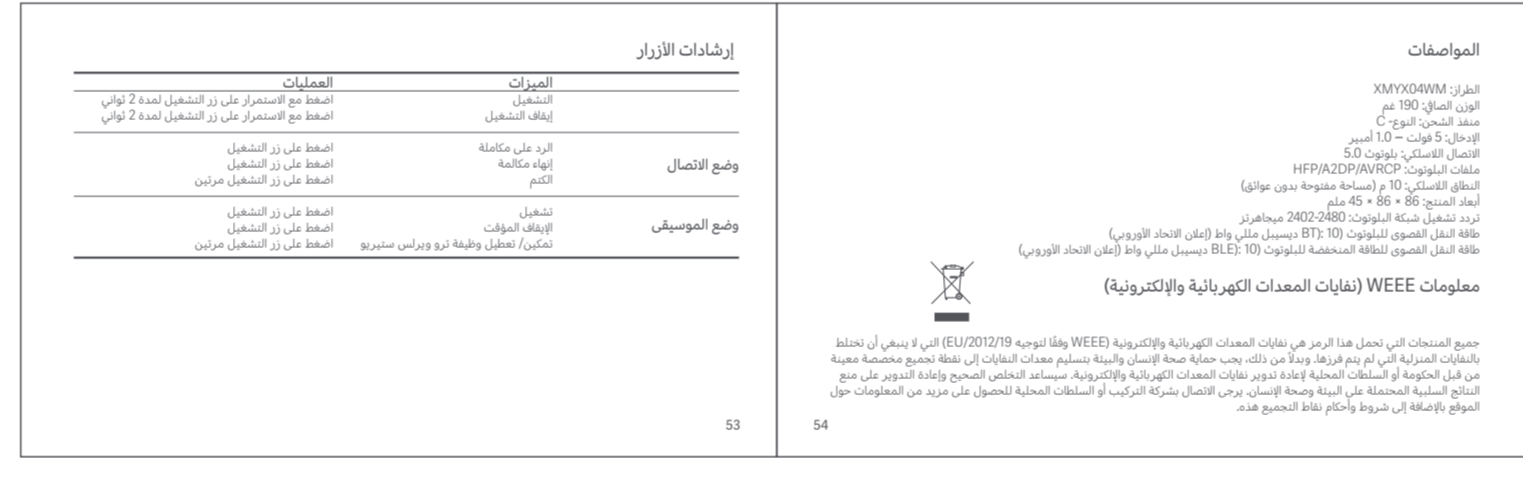 إرشادات الأزرار
الميزات العمليات
التشغيل اضغط مع الاستمرار على زر التشغيل لمدة 2 ثواني
إيقاف التشغيل اضغط مع الاستمرار على زر التشغيل لمدة 2 ثواني
الرد على مكاملة اضغط على زر التشغيل
وضع الاتصال إنهاء مكالمة اضغط على زر التشغيل
الكتم اضغط على زر التشغيل مرتين
تشغيل اضغط على زر التشغيل
وضع الموسيقى الإيقاف المؤقت اضغط على زر التشغيل
تمكين/ تعطيل وظيفة ترو ويرلس ستيريو اضغط على زر التشغيل مرتين
53
المواصفات
الطراز: XMYX04WM
الوزن الصافي: 190 غم
منفذ الشحن: النوع- C
الإدخال: 5 فولت – 1.0 أمبير
الاتصال اللاسلكي: بلوتوث 5.0
ملفات البلوتوث: HFP/A2DP/AVRCP
النطاق اللاسلكي: 10 م (مساحة مفتوحة بدون عوائق)
أبعاد المنتج: 86 × 86 × 45 ملم
تردد تشغيل شبكة البلوتوث: 2480-2402 ميجاهرتز
طاقة النقل القصوى للبلوتوث (BT): 10 ديسيبل مللي واط (إعلان الاتحاد الأوروبي)
طاقة النقل القصوى للطاقة المنخفضة للبلوتوث (BLE): 10 ديسيبل مللي واط (إعلان الاتحاد الأوروبي)
معلومات WEEE (نفايات المعدات الكهربائية والإلكترونية)
جميع المنتجات التي تحمل هذا الرمز هي نفايات المعدات الكهربائية والإلكترونية (WEEE وفقًا لتوجيه EU/2012/19) التي لا ينبغي أن تختلط
بالنفايات المنزلية التي لم يتم فرزها. وبدلاً من ذلك، يجب حماية صحة الإنسان والبيئة بتسليم معدات النفايات إلى نقطة تجميع مخصصة معينة
من قبل الحكومة أو السلطات المحلية لإعادة تدوير نفايات المعدات الكهربائية والإلكترونية. سيساعد التخلص الصحيح وإعادة التدوير على منع
النتائج السلبية المحتملة على البيئة وصحة الإنسان. يرجى الاتصال بشركة التركيب أو السلطات المحلية للحصول على مزيد من المعلومات حول
الموقع بالإضافة إلى شروط وأحكام نقاط التجميع هذه.
54